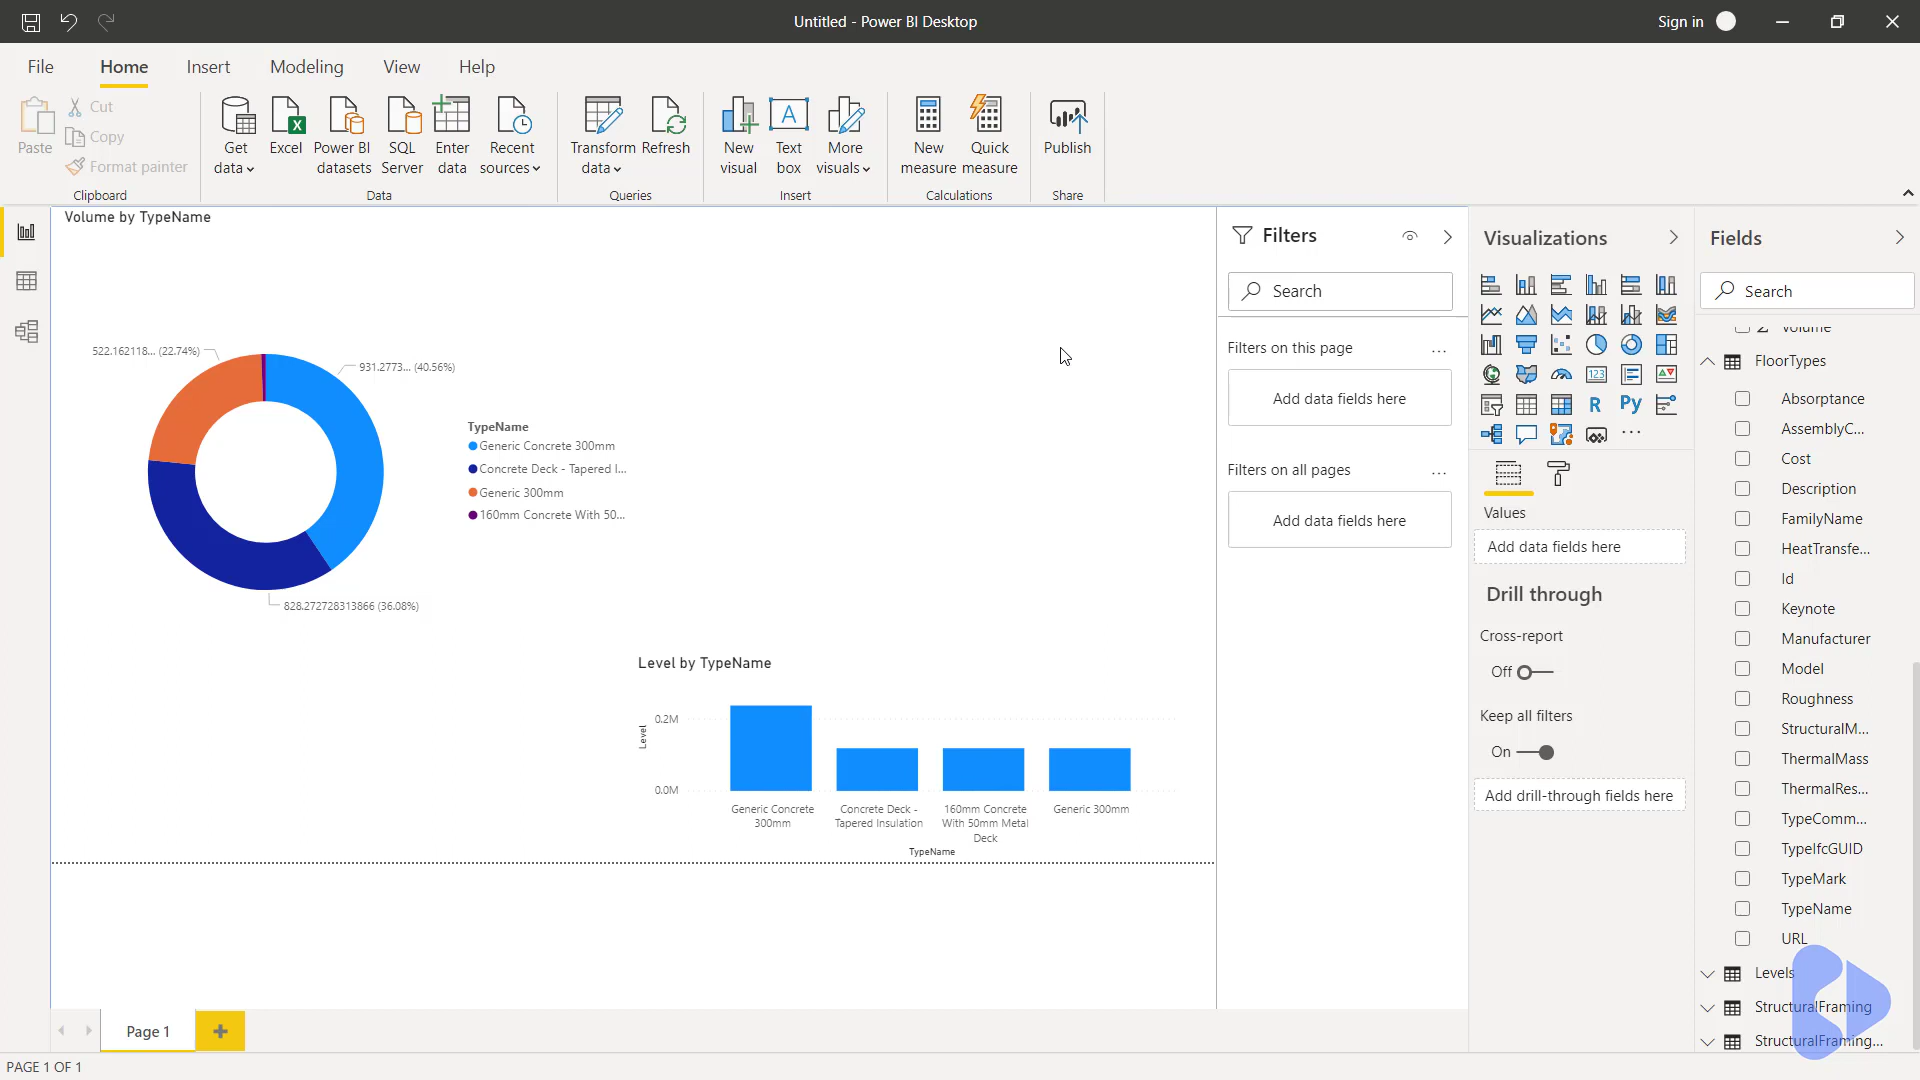 Untitled - Power BI Desktop
Sign in
File
Home
Insert
Modeling
View
Help
Paste
Cut
Copy
Format painter
Clipboard
Get data
Excel
Power BI datasets
SQL Server
Enter data
Recent sources
Data
Transform data
Refresh
Queries
New visual
Text box
More visuals
Insert
New measure
Quick measure
Calculations
Publish
Share
Volume by TypeName
522.162118... (22.74%)
931.2773... (40.56%)
828.272728313866 (36.08%)
TypeName
Generic Concrete 300mm
Concrete Deck - Tapered I...
Generic 300mm
160mm Concrete With 50...
Level by TypeName
Level
0.2M
0.0M
Generic Concrete
300mm
Concrete Deck -
Tapered Insulation
160mm Concrete
With 50mm Metal
Deck
Generic 300mm
TypeName
Filters
Search
Filters on this page
...
Add data fields here
Filters on all pages
...
Add data fields here
Visualizations
123
R
Py
...
Values
Add data fields here
Drill through
Cross-report
Off
Keep all filters
On
Add drill-through fields here
Fields
Search
Volume
FloorTypes
Absorptance
AssemblyC...
Cost
Description
FamilyName
HeatTransfe...
Id
Keynote
Manufacturer
Model
Roughness
StructuralM...
ThermalMass
ThermalRes...
TypeComm...
TypeIfcGUID
TypeMark
TypeName
URL
Levels
StructuralFraming
StructuralFraming...
Page 1
PAGE 1 OF 1